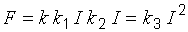 F = k k₁ I k₂ I = k₃ I²